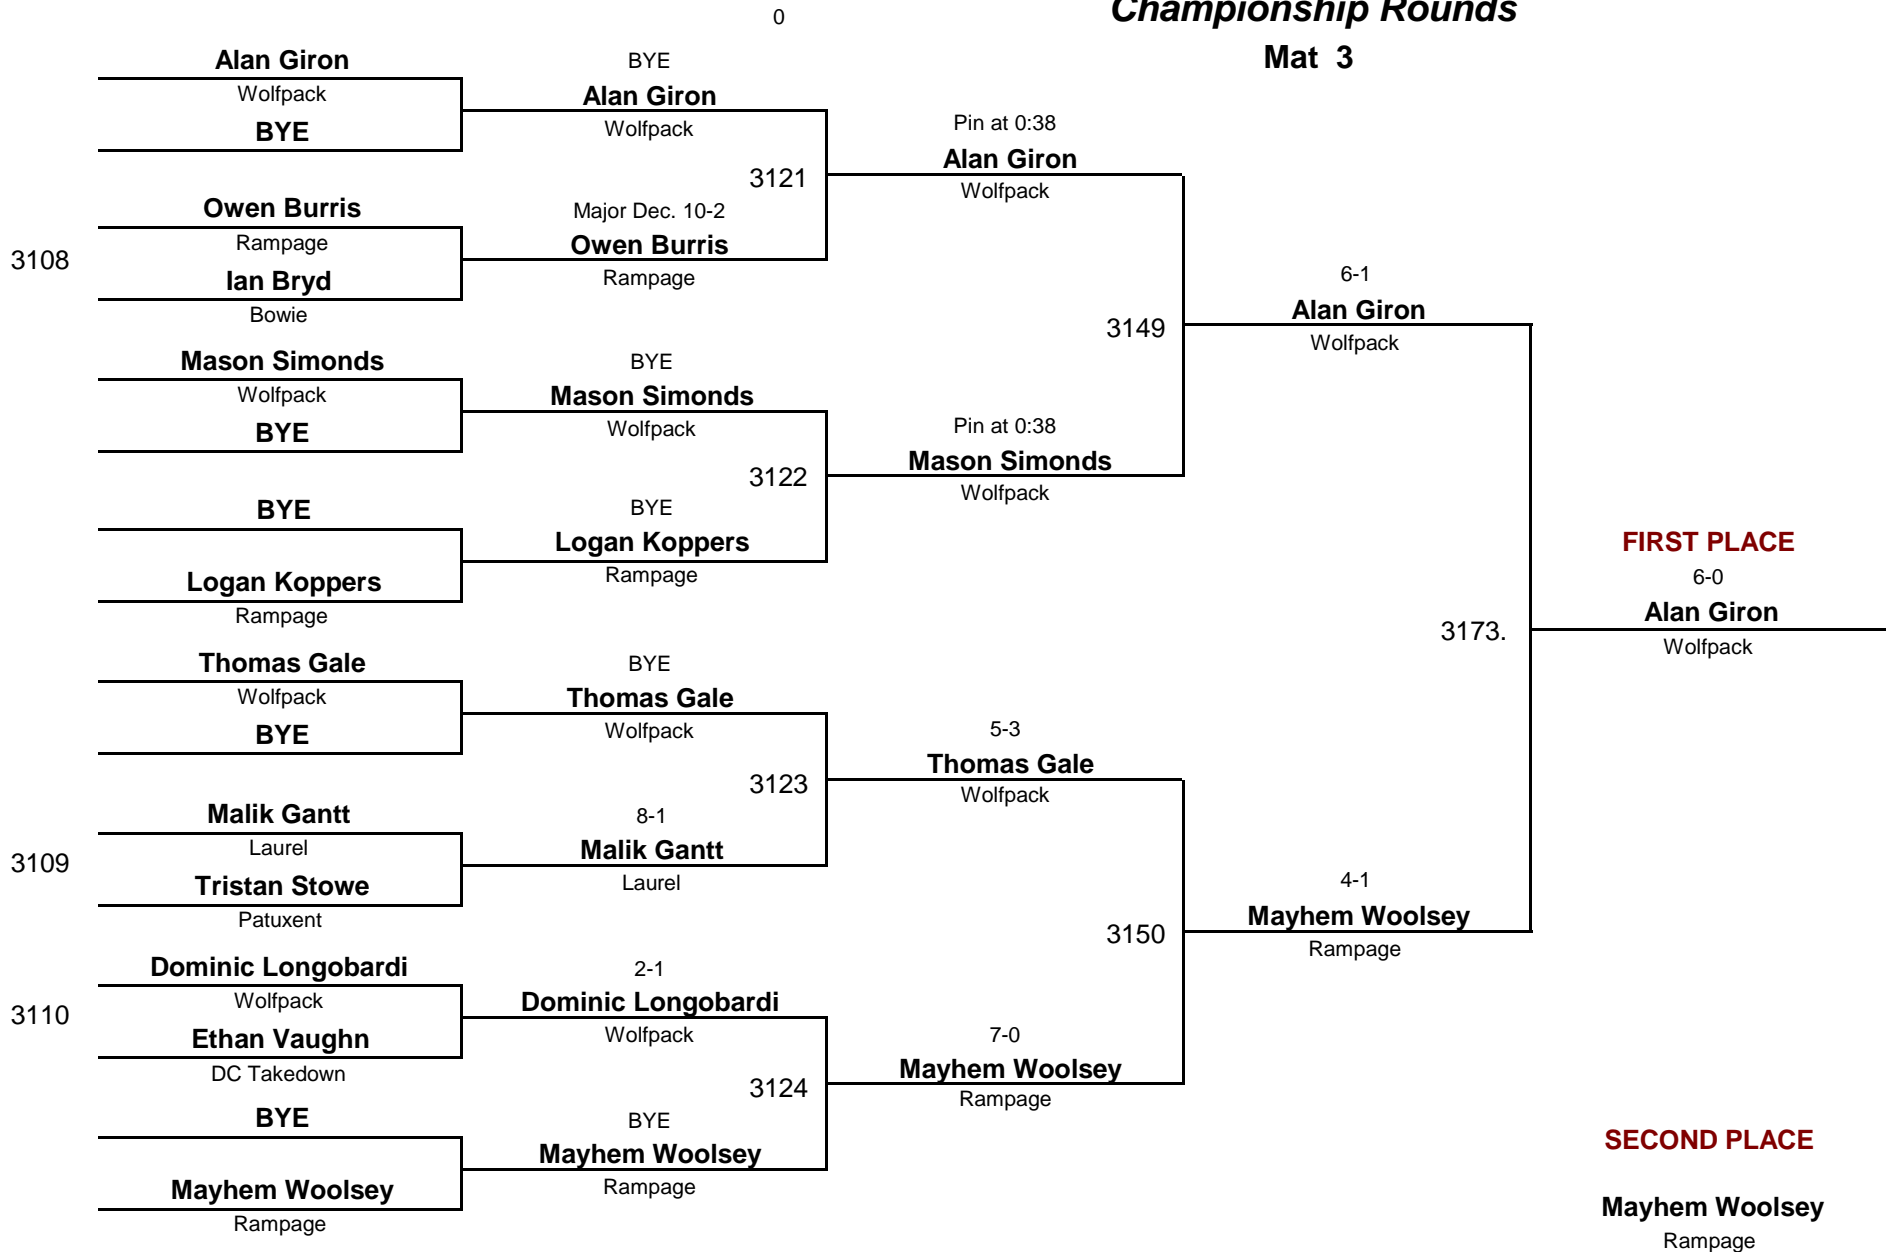 0
Championship Rounds
Mat 3
Alan Giron
Wolfpack
BYE
3108
Owen Burris
Rampage
Ian Bryd
Bowie
Mason Simonds
Wolfpack
BYE
BYE
Logan Koppers
Rampage
Thomas Gale
Wolfpack
BYE
3109
Malik Gantt
Laurel
Tristan Stowe
Patuxent
3110
Dominic Longobardi
Wolfpack
Ethan Vaughn
DC Takedown
BYE
Mayhem Woolsey
Rampage
BYE
Alan Giron
Wolfpack
3121
Major Dec. 10-2
Owen Burris
Rampage
BYE
Mason Simonds
Wolfpack
3122
BYE
Logan Koppers
Rampage
BYE
Thomas Gale
Wolfpack
3123
8-1
Malik Gantt
Laurel
2-1
Dominic Longobardi
Wolfpack
3124
BYE
Mayhem Woolsey
Rampage
Pin at 0:38
Alan Giron
Wolfpack
3149
Pin at 0:38
Mason Simonds
Wolfpack
5-3
Thomas Gale
Wolfpack
3150
7-0
Mayhem Woolsey
Rampage
6-1
Alan Giron
Wolfpack
3173.
4-1
Mayhem Woolsey
Rampage
FIRST PLACE
6-0
Alan Giron
Wolfpack
SECOND PLACE
Mayhem Woolsey
Rampage